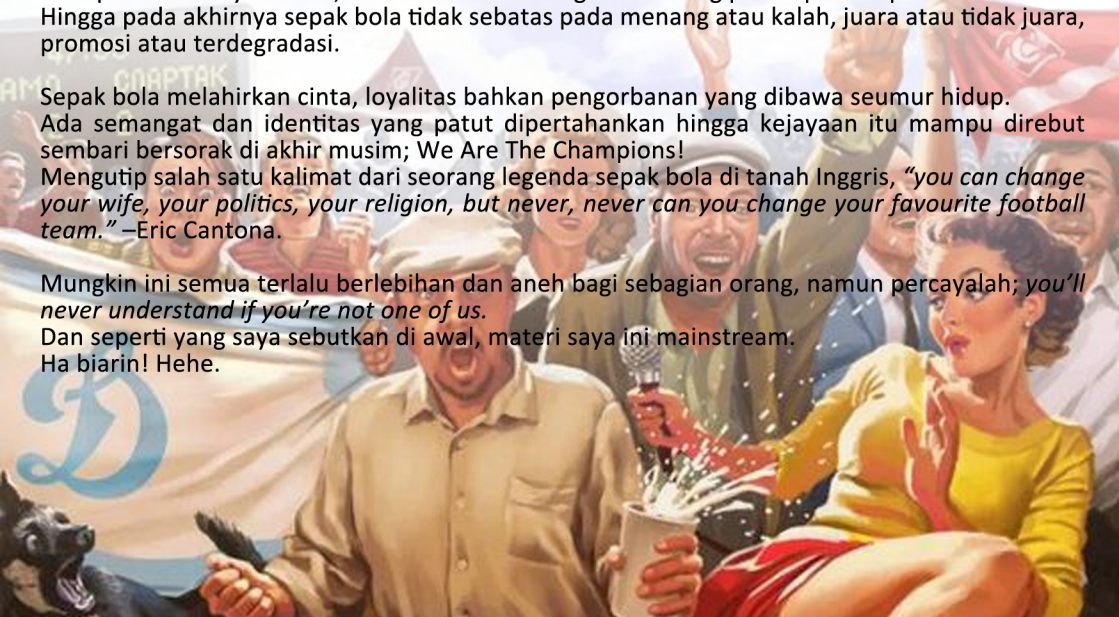 Hingga pada akhirnya sepak bola tidak sebatas pada menang atau kalah, juara atau tidak juara,
promosi atau terdegradasi.
СПАРТАК
Sepak bola melahirkan cinta, loyalitas bahkan pengorbanan yang dibawa seumur hidup.
Ada semangat dan identitas yang patut dipertahankan hingga kejayaan itu mampu direbut
sembari bersorak di akhir musim; We Are The Champions!
Mengutip salah satu kalimat dari seorang legenda sepak bola di tanah Inggris, “you can change
your wife, your politics, your religion, but never, never can you change your favourite football
team.” –Eric Cantona.
Mungkin ini semua terlalu berlebihan dan aneh bagi sebagian orang, namun percayalah; you’ll
never understand if you’re not one of us.
Dan seperti yang saya sebutkan di awal, materi saya ini mainstream.
Ha biarin! Hehe.
Д